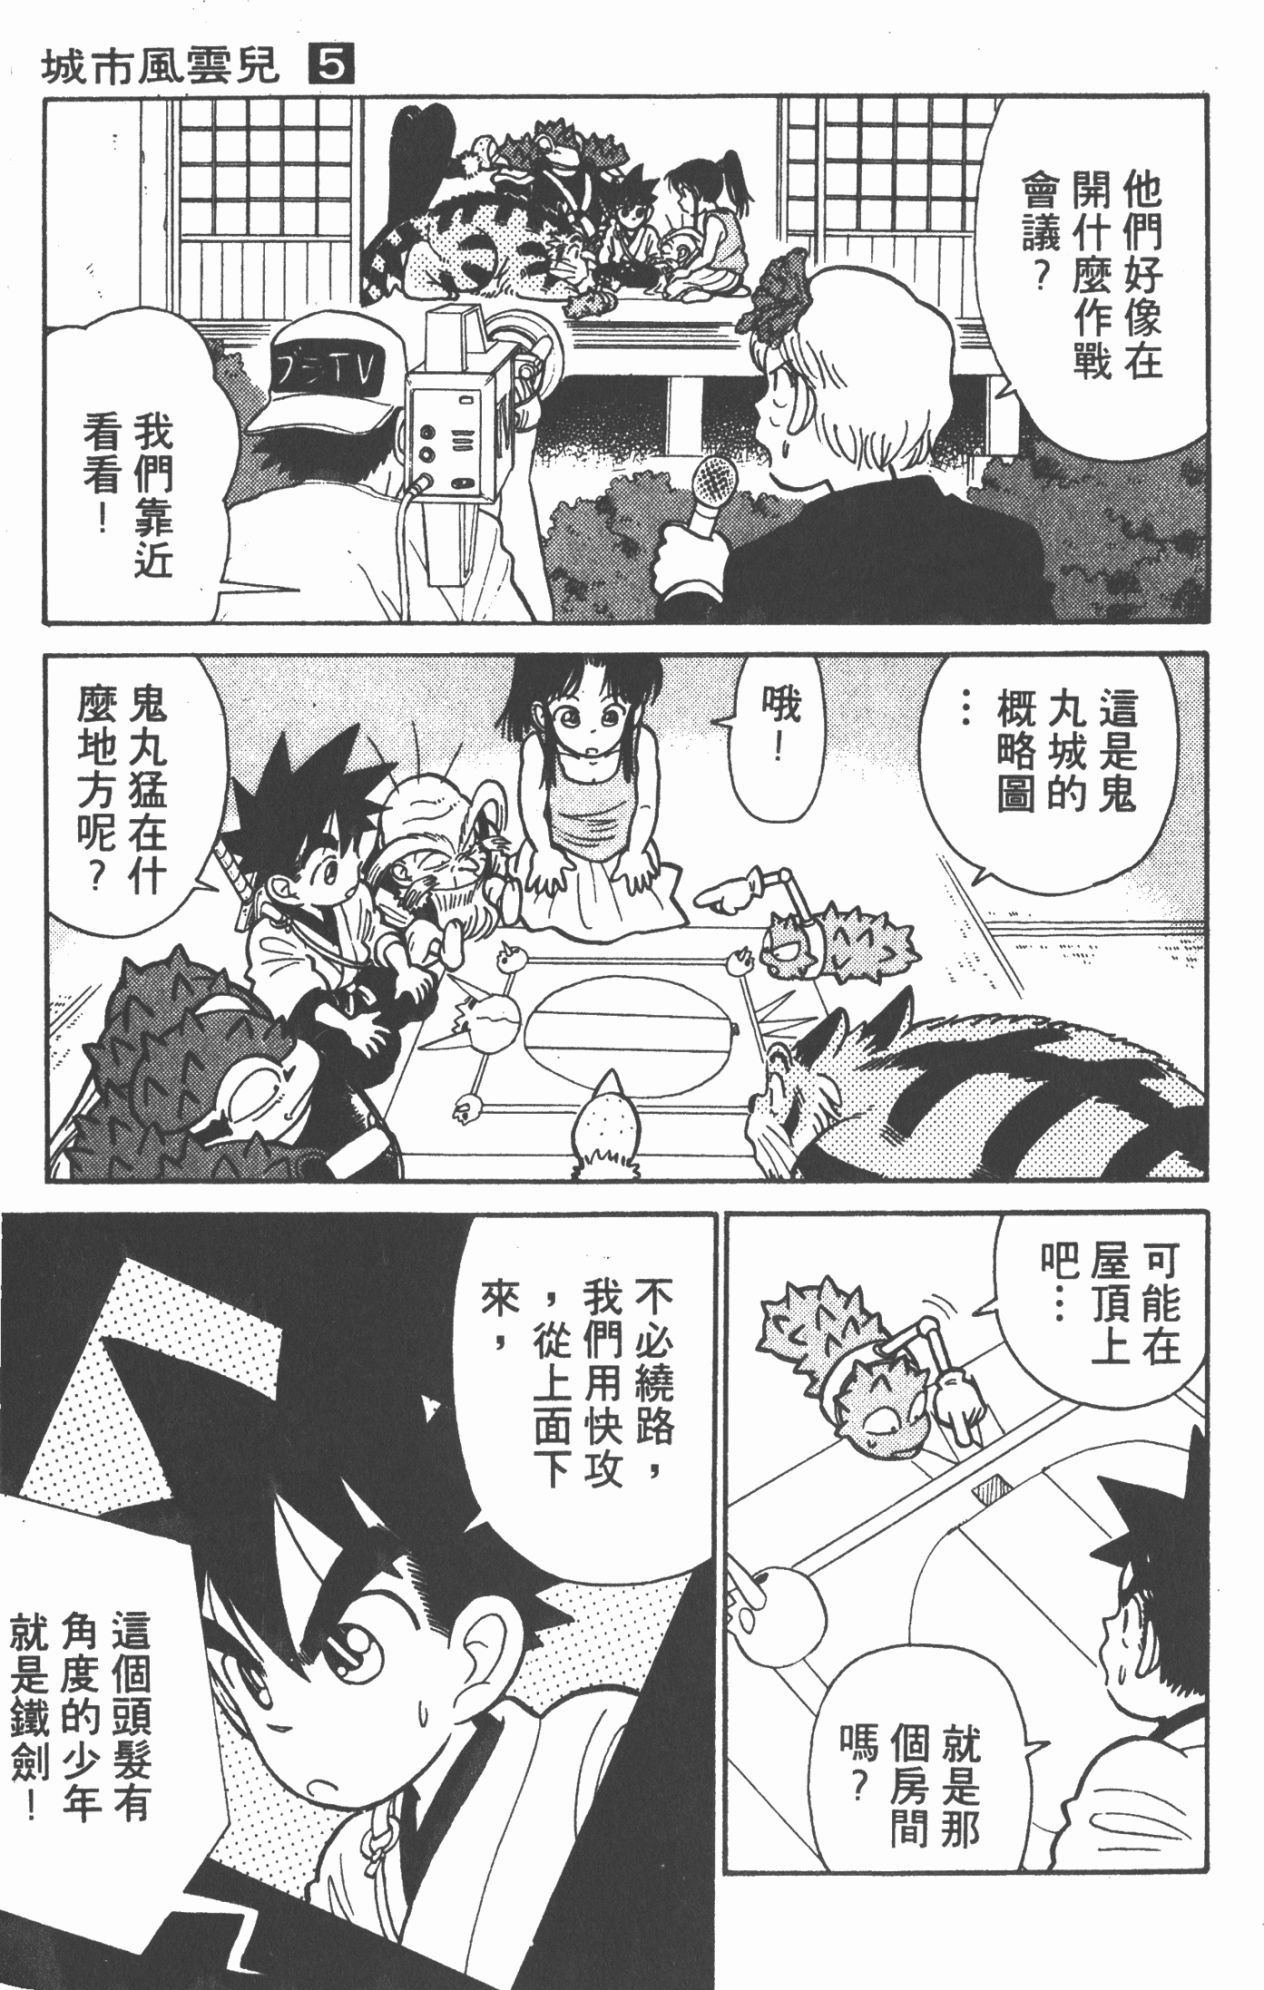 城市風雲兒 5
他們好像在
開什麼作戰
會議？
ブラTV
我們靠近
看看！
這是鬼
丸城的
概略圖
…
哦！
鬼丸猛在什
麼地方呢？
可能在
屋頂上
吧…
就是那
個房間
嗎？
不必繞路，
我們用快攻
，從上面下
來，
這個頭髮有
角度的少年
就是鐵劍！